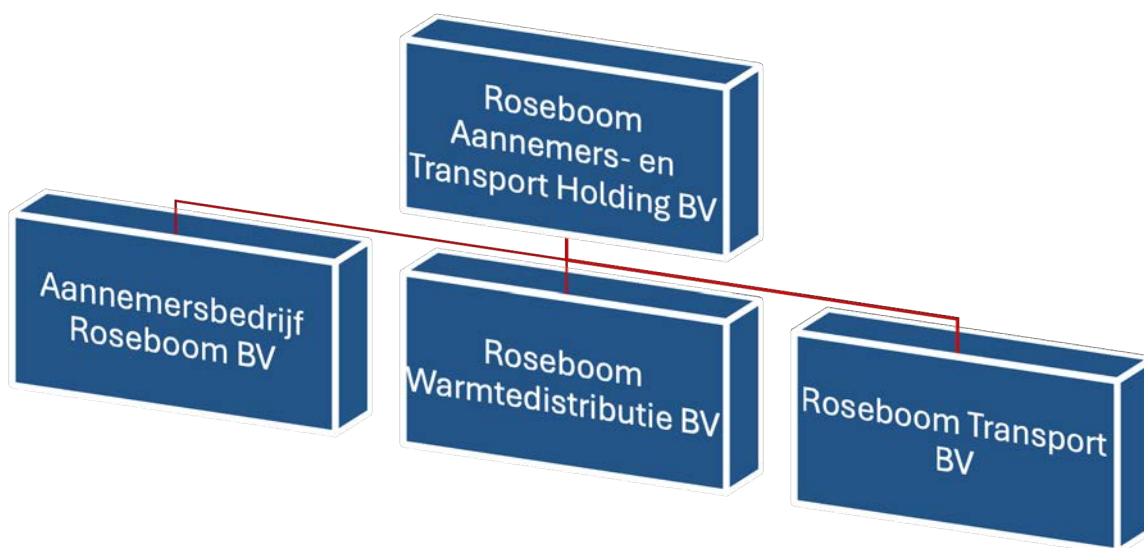 Roseboom
Aannemers- en
Transport Holding BV
Aannemersbedrijf
Roseboom BV
Roseboom
Warmtedistributie BV
Roseboom Transport
BV